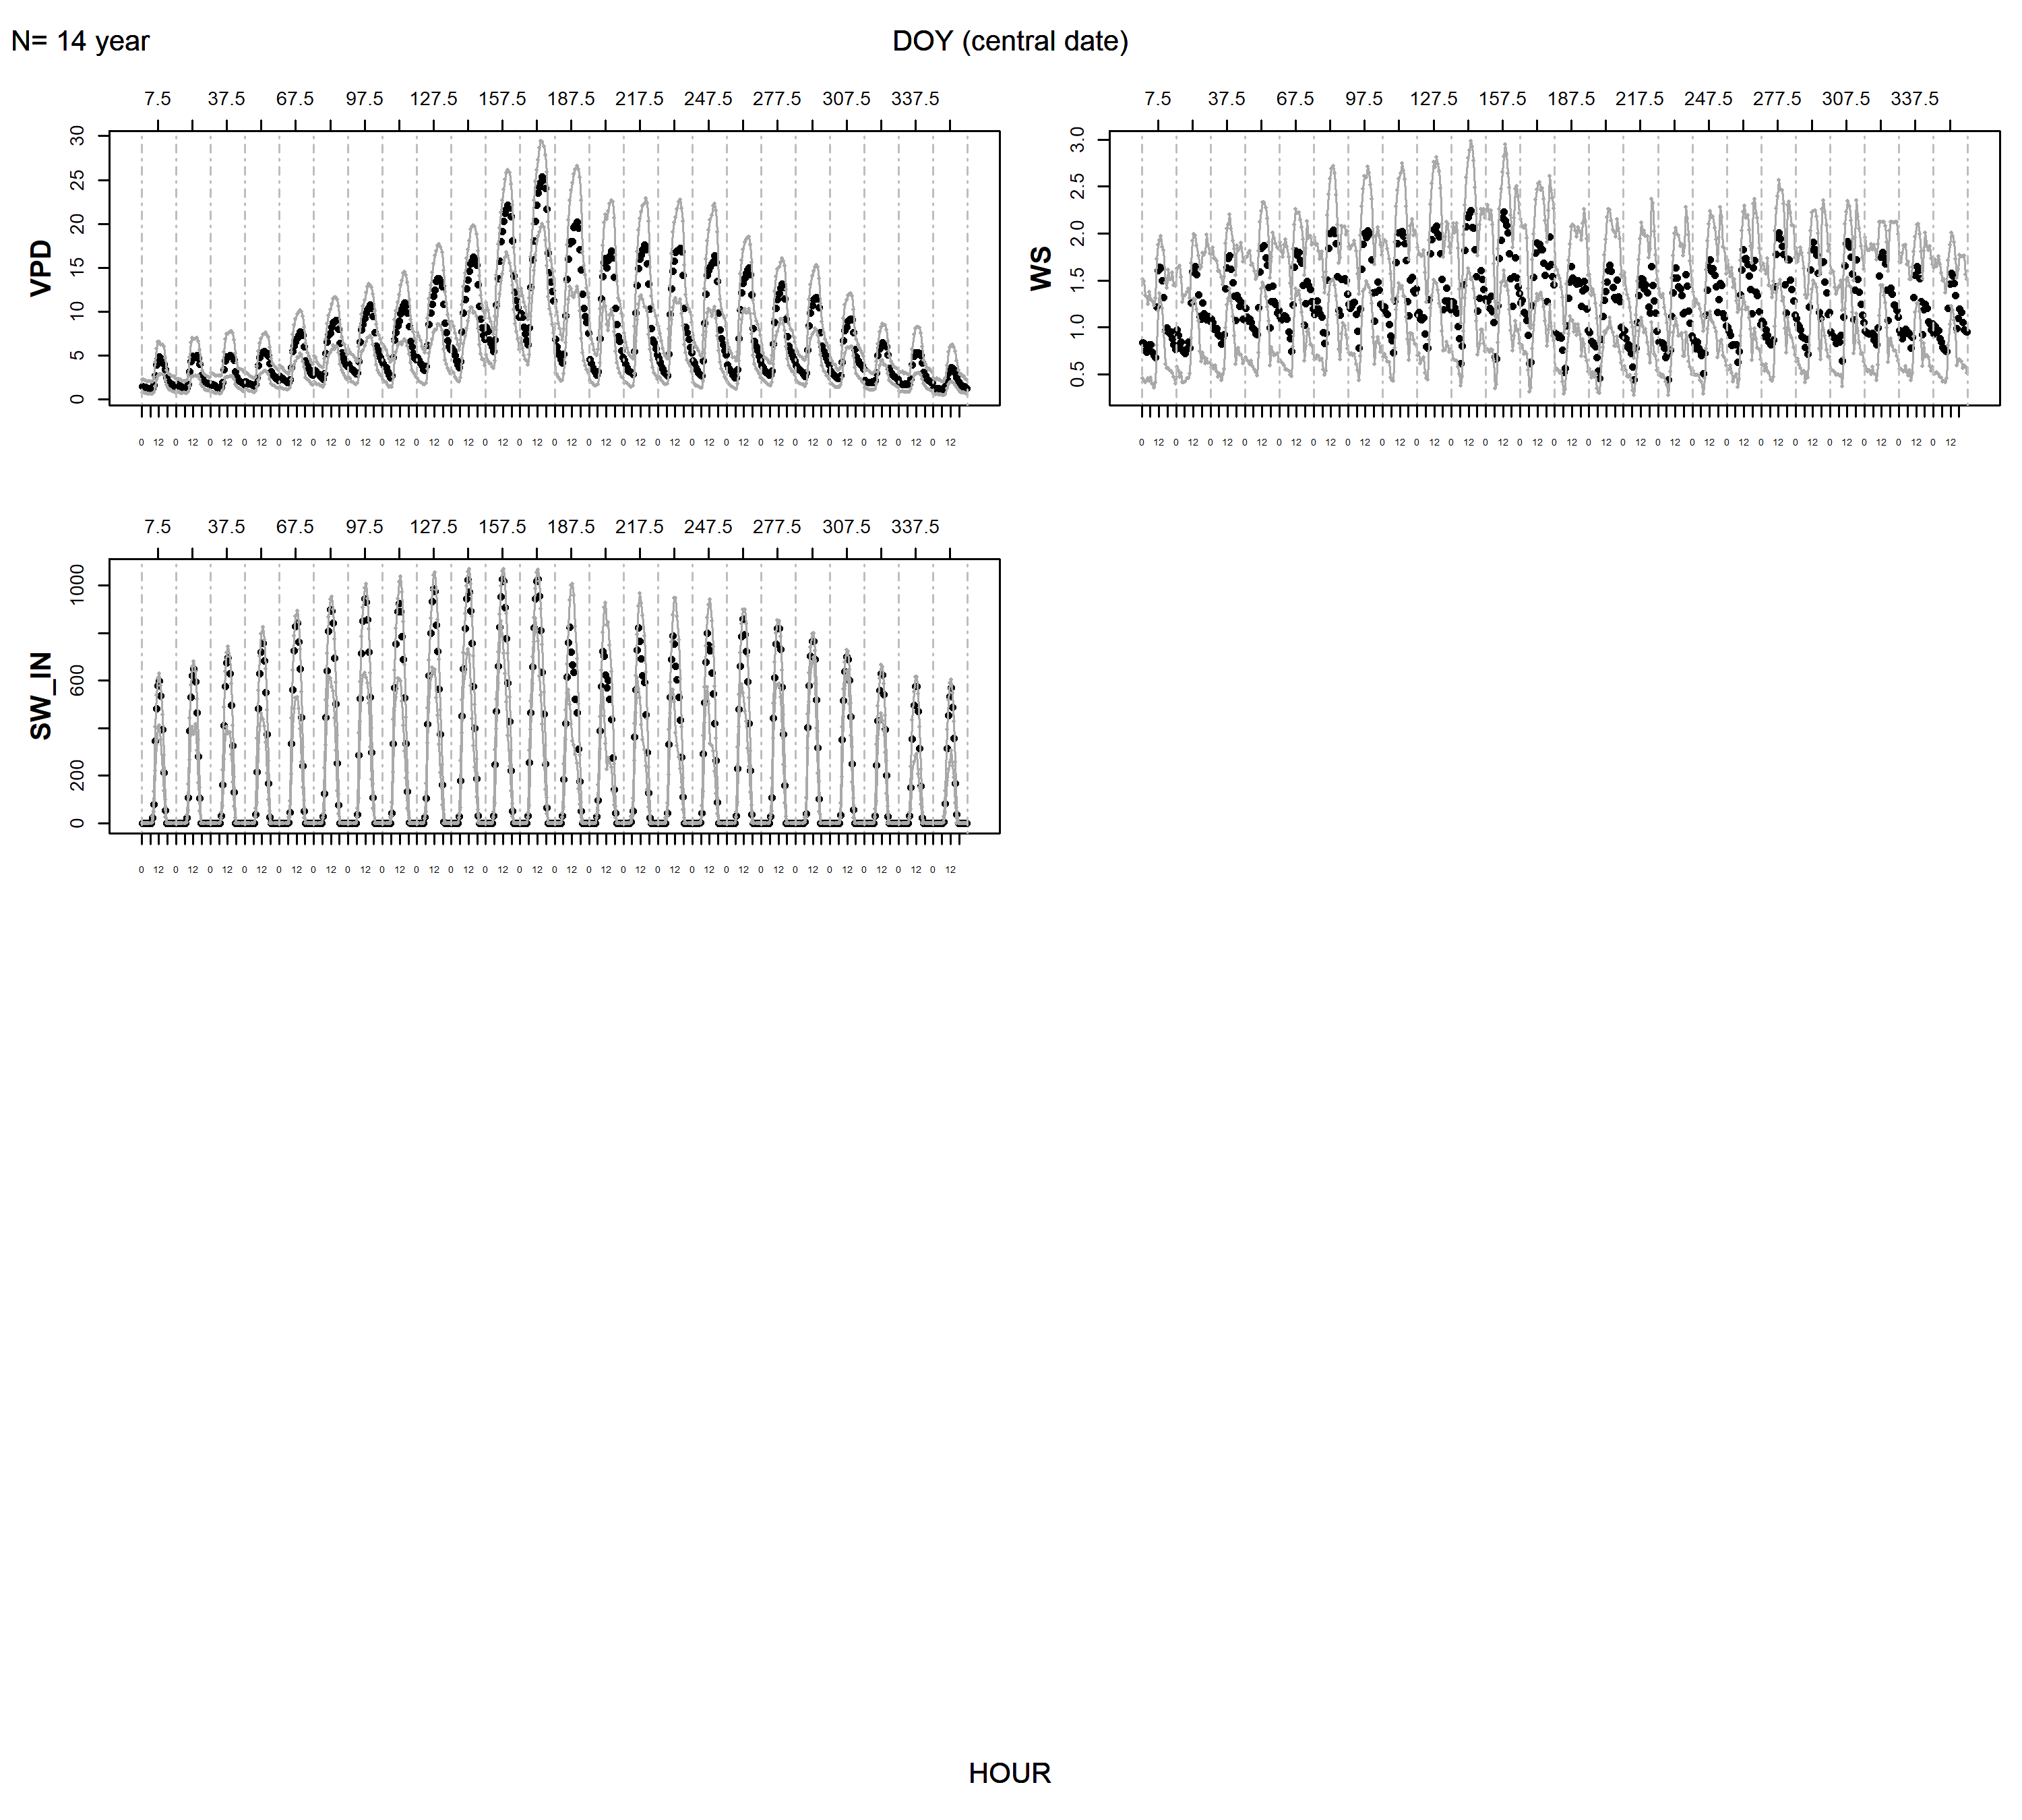 N= 14 year
DOY (central date)
7.5 37.5 67.5 97.5 127.5 157.5 187.5 217.5 247.5 277.5 307.5 337.5
VPD
30
25
20
15
10
5
0
0 12 0 12 0 12 0 12 0 12 0 12 0 12 0 12 0 12 0 12 0 12 0 12 0 12 0 12 0 12 0 12 0 12 0 12 0 12 0 12 0 12 0 12 0 12 0 12
7.5 37.5 67.5 97.5 127.5 157.5 187.5 217.5 247.5 277.5 307.5 337.5
WS
3.0
2.5
2.0
1.5
1.0
0.5
0 12 0 12 0 12 0 12 0 12 0 12 0 12 0 12 0 12 0 12 0 12 0 12 0 12 0 12 0 12 0 12 0 12 0 12 0 12 0 12 0 12 0 12 0 12 0 12
7.5 37.5 67.5 97.5 127.5 157.5 187.5 217.5 247.5 277.5 307.5 337.5
SW_IN
1000
600
200
0
0 12 0 12 0 12 0 12 0 12 0 12 0 12 0 12 0 12 0 12 0 12 0 12 0 12 0 12 0 12 0 12 0 12 0 12 0 12 0 12 0 12 0 12 0 12 0 12
HOUR